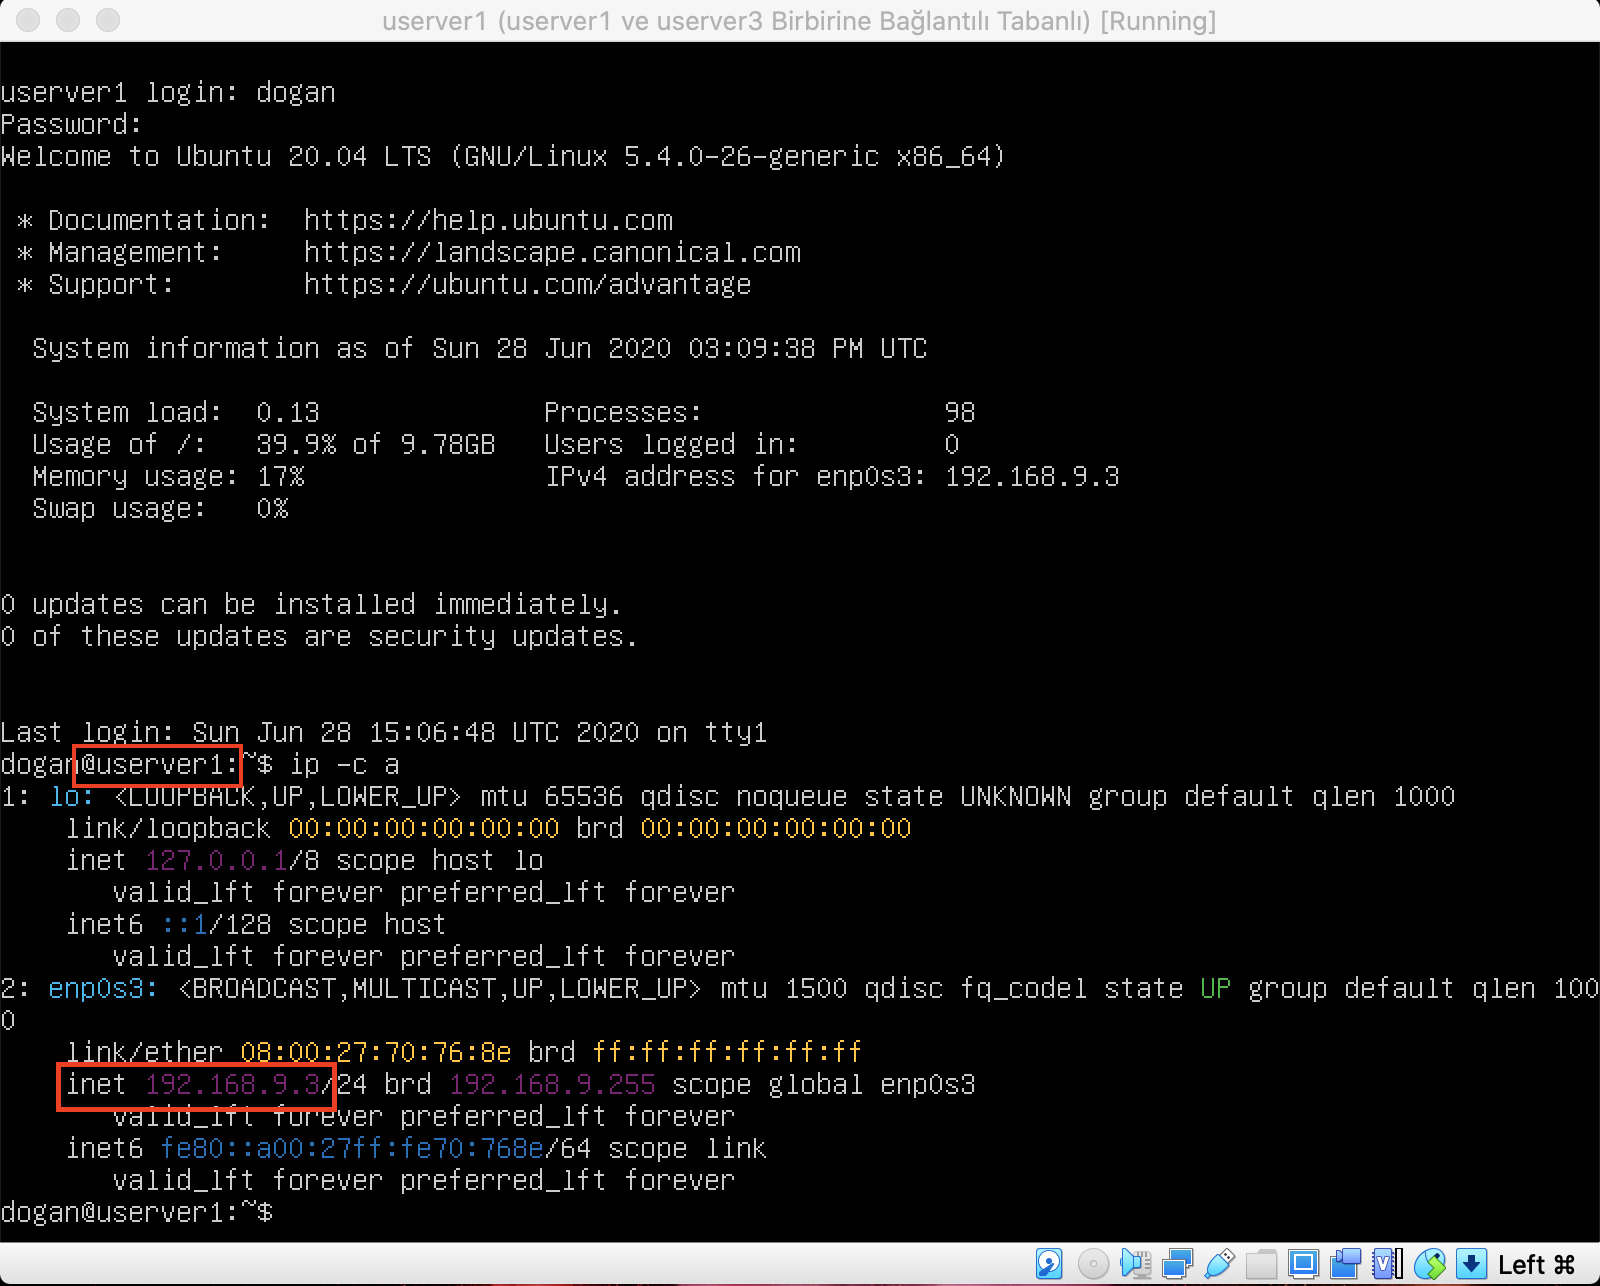 userver1 (userver1 ve userver3 Birbirine Bağlantılı Tabanlı) [Running]
userver1 login: dogan
Password:
Welcome to Ubuntu 20.04 LTS (GNU/Linux 5.4.0-26-generic x86_64)
* Documentation:  https://help.ubuntu.com
* Management:     https://landscape.canonical.com
* Support:        https://ubuntu.com/advantage
System information as of Sun 28 Jun 2020 03:09:38 PM UTC
System load:  0.13              Processes:               98
Usage of /:   39.9% of 9.78GB   Users logged in:         0
Memory usage: 17%               IPv4 address for enp0s3: 192.168.9.3
Swap usage:   0%
0 updates can be installed immediately.
0 of these updates are security updates.
Last login: Sun Jun 28 15:06:48 UTC 2020 on tty1
dogan@userver1:~$ ip -c a
1: lo: <LOOPBACK,UP,LOWER_UP> mtu 65536 qdisc noqueue state UNKNOWN group default qlen 1000
link/loopback 00:00:00:00:00:00 brd 00:00:00:00:00:00
inet 127.0.0.1/8 scope host lo
valid_lft forever preferred_lft forever
inet6 ::1/128 scope host
valid_lft forever preferred_lft forever
2: enp0s3: <BROADCAST,MULTICAST,UP,LOWER_UP> mtu 1500 qdisc fq_codel state UP group default qlen 100
0
link/ether 08:00:27:70:76:8e brd ff:ff:ff:ff:ff:ff
inet 192.168.9.3/24 brd 192.168.9.255 scope global enp0s3
valid_lft forever preferred_lft forever
inet6 fe80::a00:27ff:fe70:768e/64 scope link
valid_lft forever preferred_lft forever
dogan@userver1:~$
Left ⌘